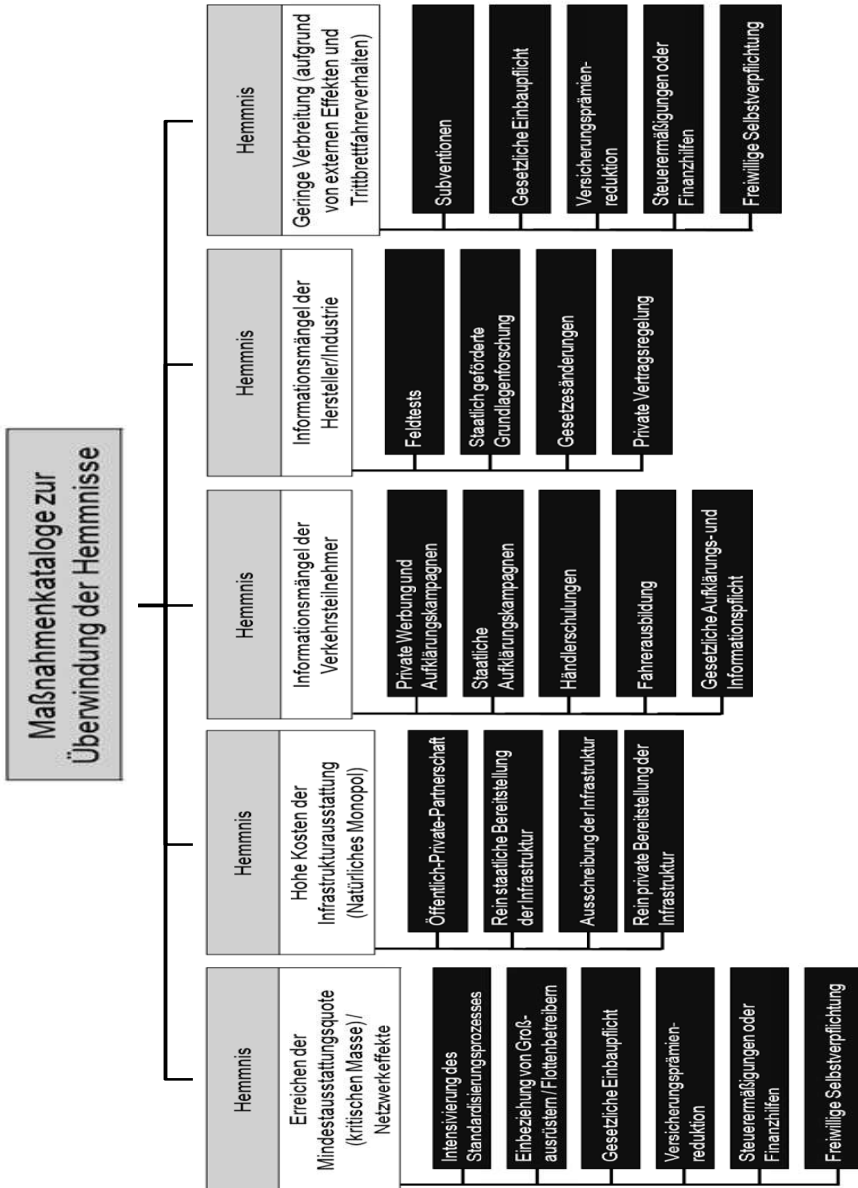 Maßnahmenkataloge zur
Überwindung der Hemmnisse
Hemmnis
Erreichen der
Mindestausstattungsquote
(kritischen Masse) /
Netzwerkeffekte
Intensivierung des
Standardisierungsprozesses
Einbeziehung von Groß-
ausrüstern / Flottenbetreibern
Gesetzliche Einbaupflicht
Versicherungsprämien-
reduktion
Steuerermäßigungen oder
Finanzhilfen
Freiwillige Selbstverpflichtung
Hemmnis
Hohe Kosten der
Infrastrukturausstattung
(Natürliches Monopol)
Öffentlich-Private-Partnerschaft
Rein staatliche Bereitstellung
der Infrastruktur
Ausschreibung der Infrastruktur
Rein private Bereitstellung der
Infrastruktur
Hemmnis
Informationsmängel der
Verkehrsteilnehmer
Private Werbung und
Aufklärungskampagnen
Staatliche
Aufklärungskampagnen
Händlerschulungen
Fahrerausbildung
Gesetzliche Aufklärungs- und
Informationspflicht
Hemmnis
Informationsmängel der
Hersteller/Industrie
Feldtests
Staatlich geförderte
Grundlagenforschung
Gesetzesänderungen
Private Vertragsregelung
Hemmnis
Geringe Verbreitung (aufgrund
von externen Effekten und
Trittbrettfahrerverhalten)
Subventionen
Gesetzliche Einbaupflicht
Versicherungsprämien-
reduktion
Steuerermäßigungen oder
Finanzhilfen
Freiwillige Selbstverpflichtung